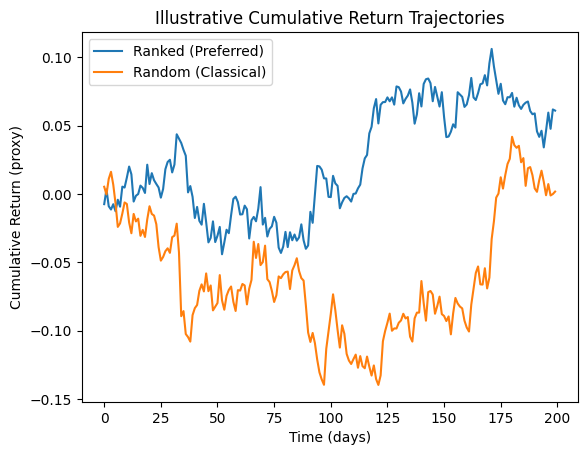 Illustrative Cumulative Return Trajectories
Ranked (Preferred)
Random (Classical)
Cumulative Return (proxy)
0.10
0.05
0.00
−0.05
−0.10
−0.15
0 25 50 75 100 125 150 175 200
Time (days)